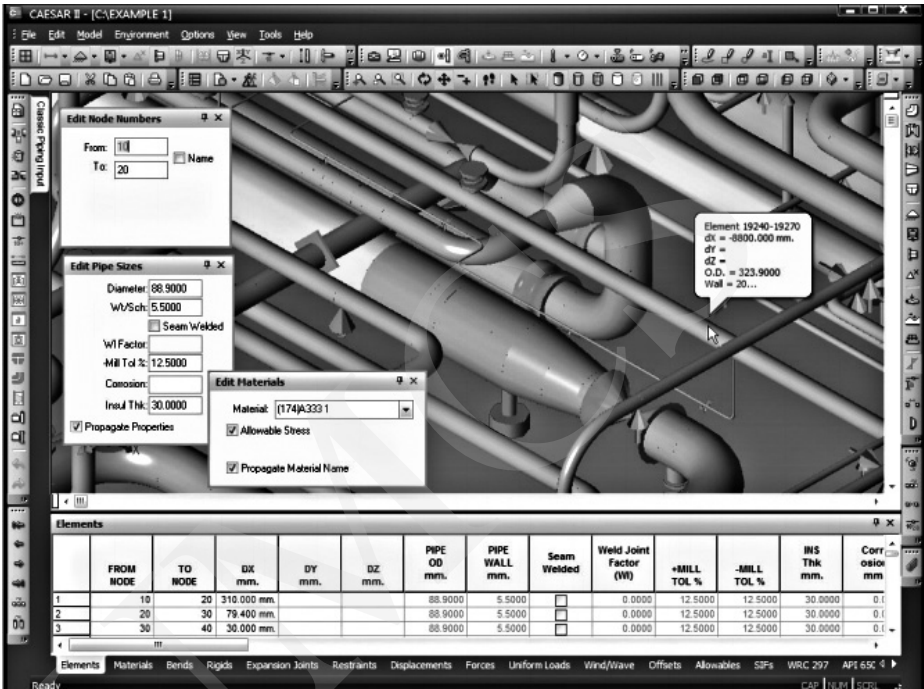 CAESAR II - [C:\EXAMPLE 1]
File Edit Model Environment Options View Tools Help
Classic Piping Input
Edit Node Numbers
From: 10
To: 20
Name
Edit Pipe Sizes
Diameter: 88.9000
Wt/Sch: 5.5000
Seam Welded
Wl Factor:
-Mill Tol %: 12.5000
Corrosion:
Insul Thk: 30.0000
Propagate Properties
Edit Materials
Material: (174)A333 1
Allowable Stress
Propagate Material Name
Element 19240-19270
dX = -8800.000 mm.
dY =
dZ =
O.D. = 323.9000
Wall = 20...
Elements
FROM NODE TO NODE DX mm. DY mm. DZ mm. PIPE OD mm. PIPE WALL mm. Seam Welded Weld Joint Factor (Wl) +MILL TOL % -MILL TOL % INS Thk mm. Corr osion mm
1 10 20 310.000 mm. 88.9000 5.5000 0.0000 12.5000 12.5000 30.0000 0.(
2 20 30 79.400 mm. 88.9000 5.5000 0.0000 12.5000 12.5000 30.0000 0.(
3 30 40 30.000 mm. 88.9000 5.5000 0.0000 12.5000 12.5000 30.0000 0.(
Elements Materials Bends Rigids Expansion Joints Restraints Displacements Forces Uniform Loads Wind/Wave Offsets Allowables SIFs WRC 297 API 650
Ready CAP NUM SCRL